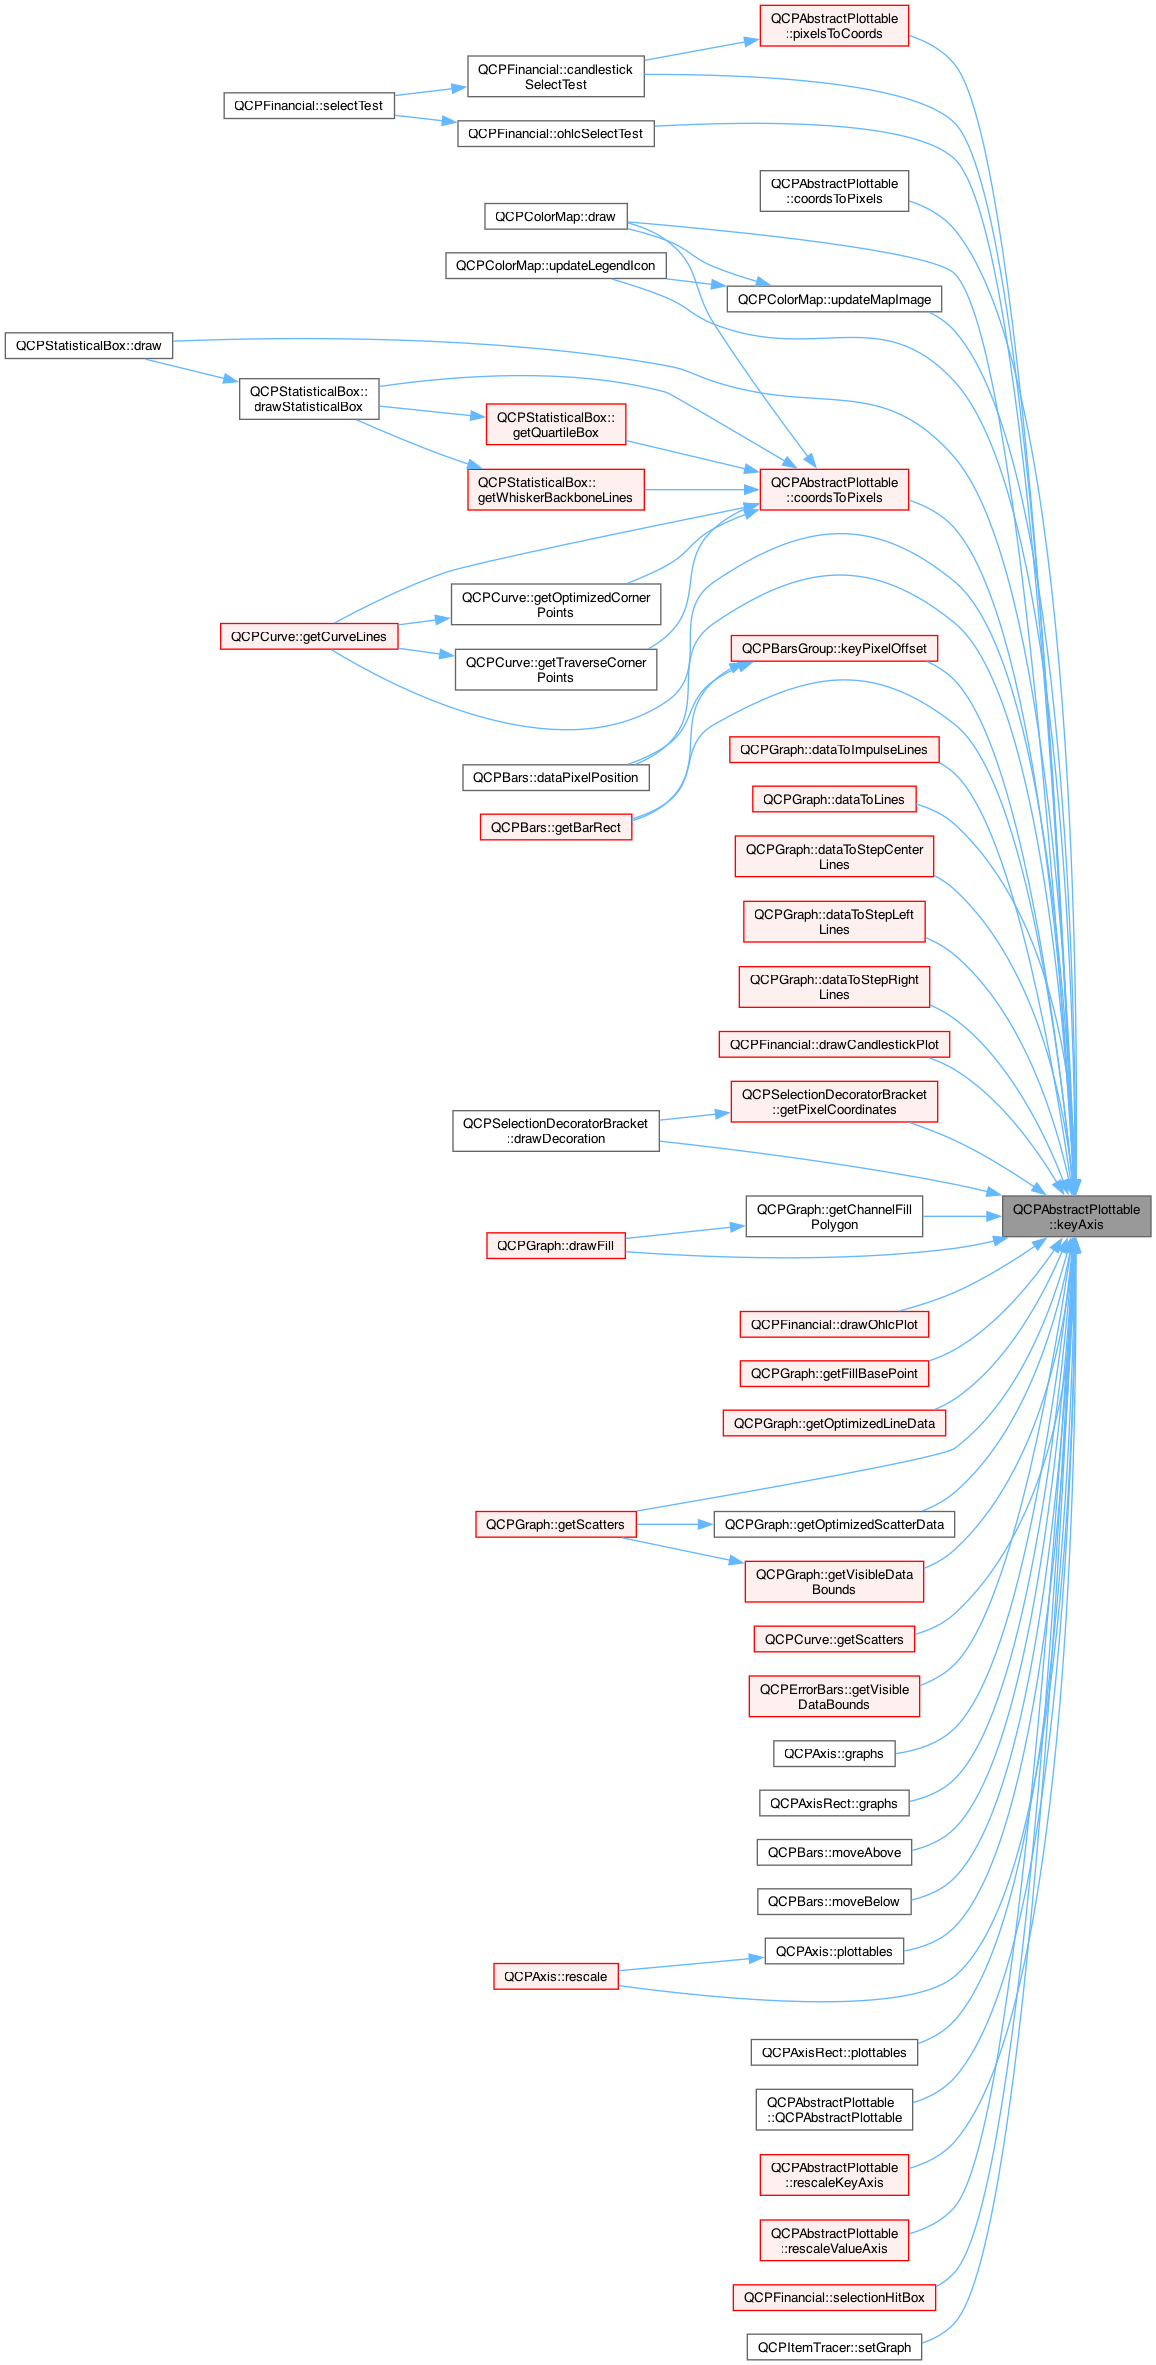 QCPAbstractPlottable
::pixelsToCoords
QCPFinancial::candlestick
SelectTest
QCPFinancial::selectTest
QCPFinancial::ohlcSelectTest
QCPAbstractPlottable
::coordsToPixels
QCPColorMap::draw
QCPColorMap::updateLegendIcon
QCPColorMap::updateMapImage
QCPStatisticalBox::draw
QCPStatisticalBox::
drawStatisticalBox
QCPStatisticalBox::
getQuartileBox
QCPStatisticalBox::
getWhiskerBackboneLines
QCPAbstractPlottable
::coordsToPixels
QCPCurve::getOptimizedCorner
Points
QCPCurve::getCurveLines
QCPCurve::getTraverseCorner
Points
QCPBarsGroup::keyPixelOffset
QCPGraph::dataToImpulseLines
QCPBars::dataPixelPosition
QCPGraph::dataToLines
QCPBars::getBarRect
QCPGraph::dataToStepCenter
Lines
QCPGraph::dataToStepLeft
Lines
QCPGraph::dataToStepRight
Lines
QCPFinancial::drawCandlestickPlot
QCPSelectionDecoratorBracket
::getPixelCoordinates
QCPSelectionDecoratorBracket
::drawDecoration
QCPAbstractPlottable
::keyAxis
QCPGraph::getChannelFill
Polygon
QCPGraph::drawFill
QCPFinancial::drawOhlcPlot
QCPGraph::getFillBasePoint
QCPGraph::getOptimizedLineData
QCPGraph::getScatters
QCPGraph::getOptimizedScatterData
QCPGraph::getVisibleData
Bounds
QCPCurve::getScatters
QCPErrorBars::getVisible
DataBounds
QCPAxis::graphs
QCPAxisRect::graphs
QCPBars::moveAbove
QCPBars::moveBelow
QCPAxis::plottables
QCPAxis::rescale
QCPAxisRect::plottables
QCPAbstractPlottable
::QCPAbstractPlottable
QCPAbstractPlottable
::rescaleKeyAxis
QCPAbstractPlottable
::rescaleValueAxis
QCPFinancial::selectionHitBox
QCPItemTracer::setGraph